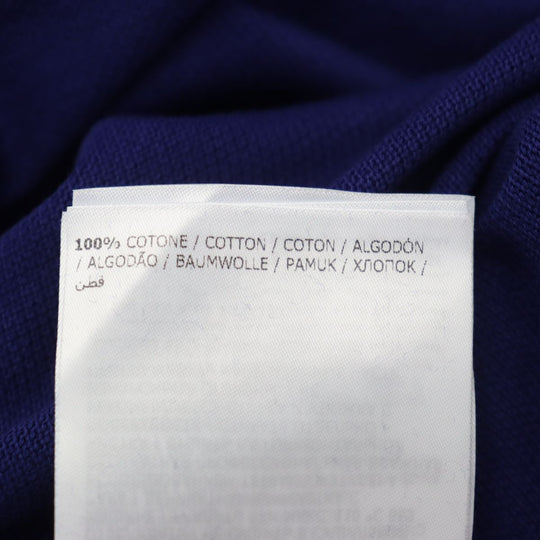 100% COTONE / COTTON / COTON / ALGODÓN
/ ALGODÃO / BAUMWOLLE / PAMUK / ХЛОПОК /
قطن